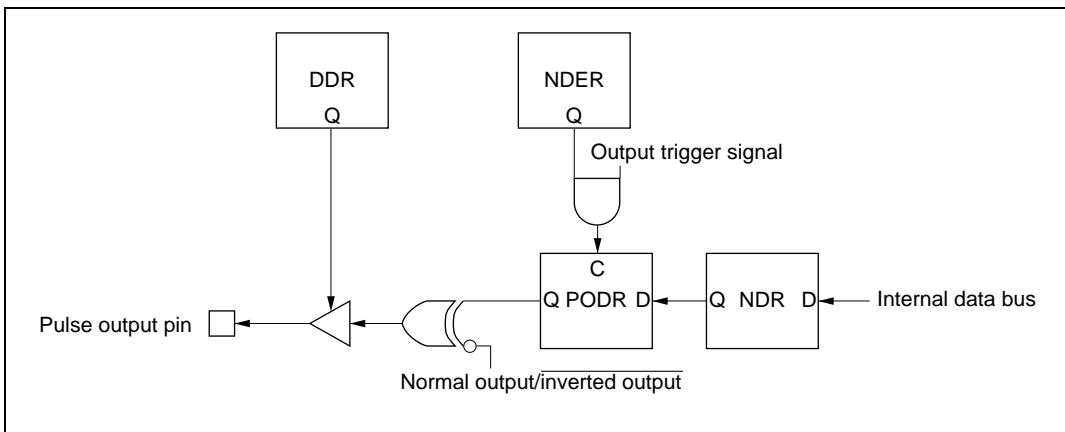 DDR
Q
NDER
Q
Output trigger signal
C
Q PODR D
Q NDR D
Internal data bus
Pulse output pin
Normal output/inverted output